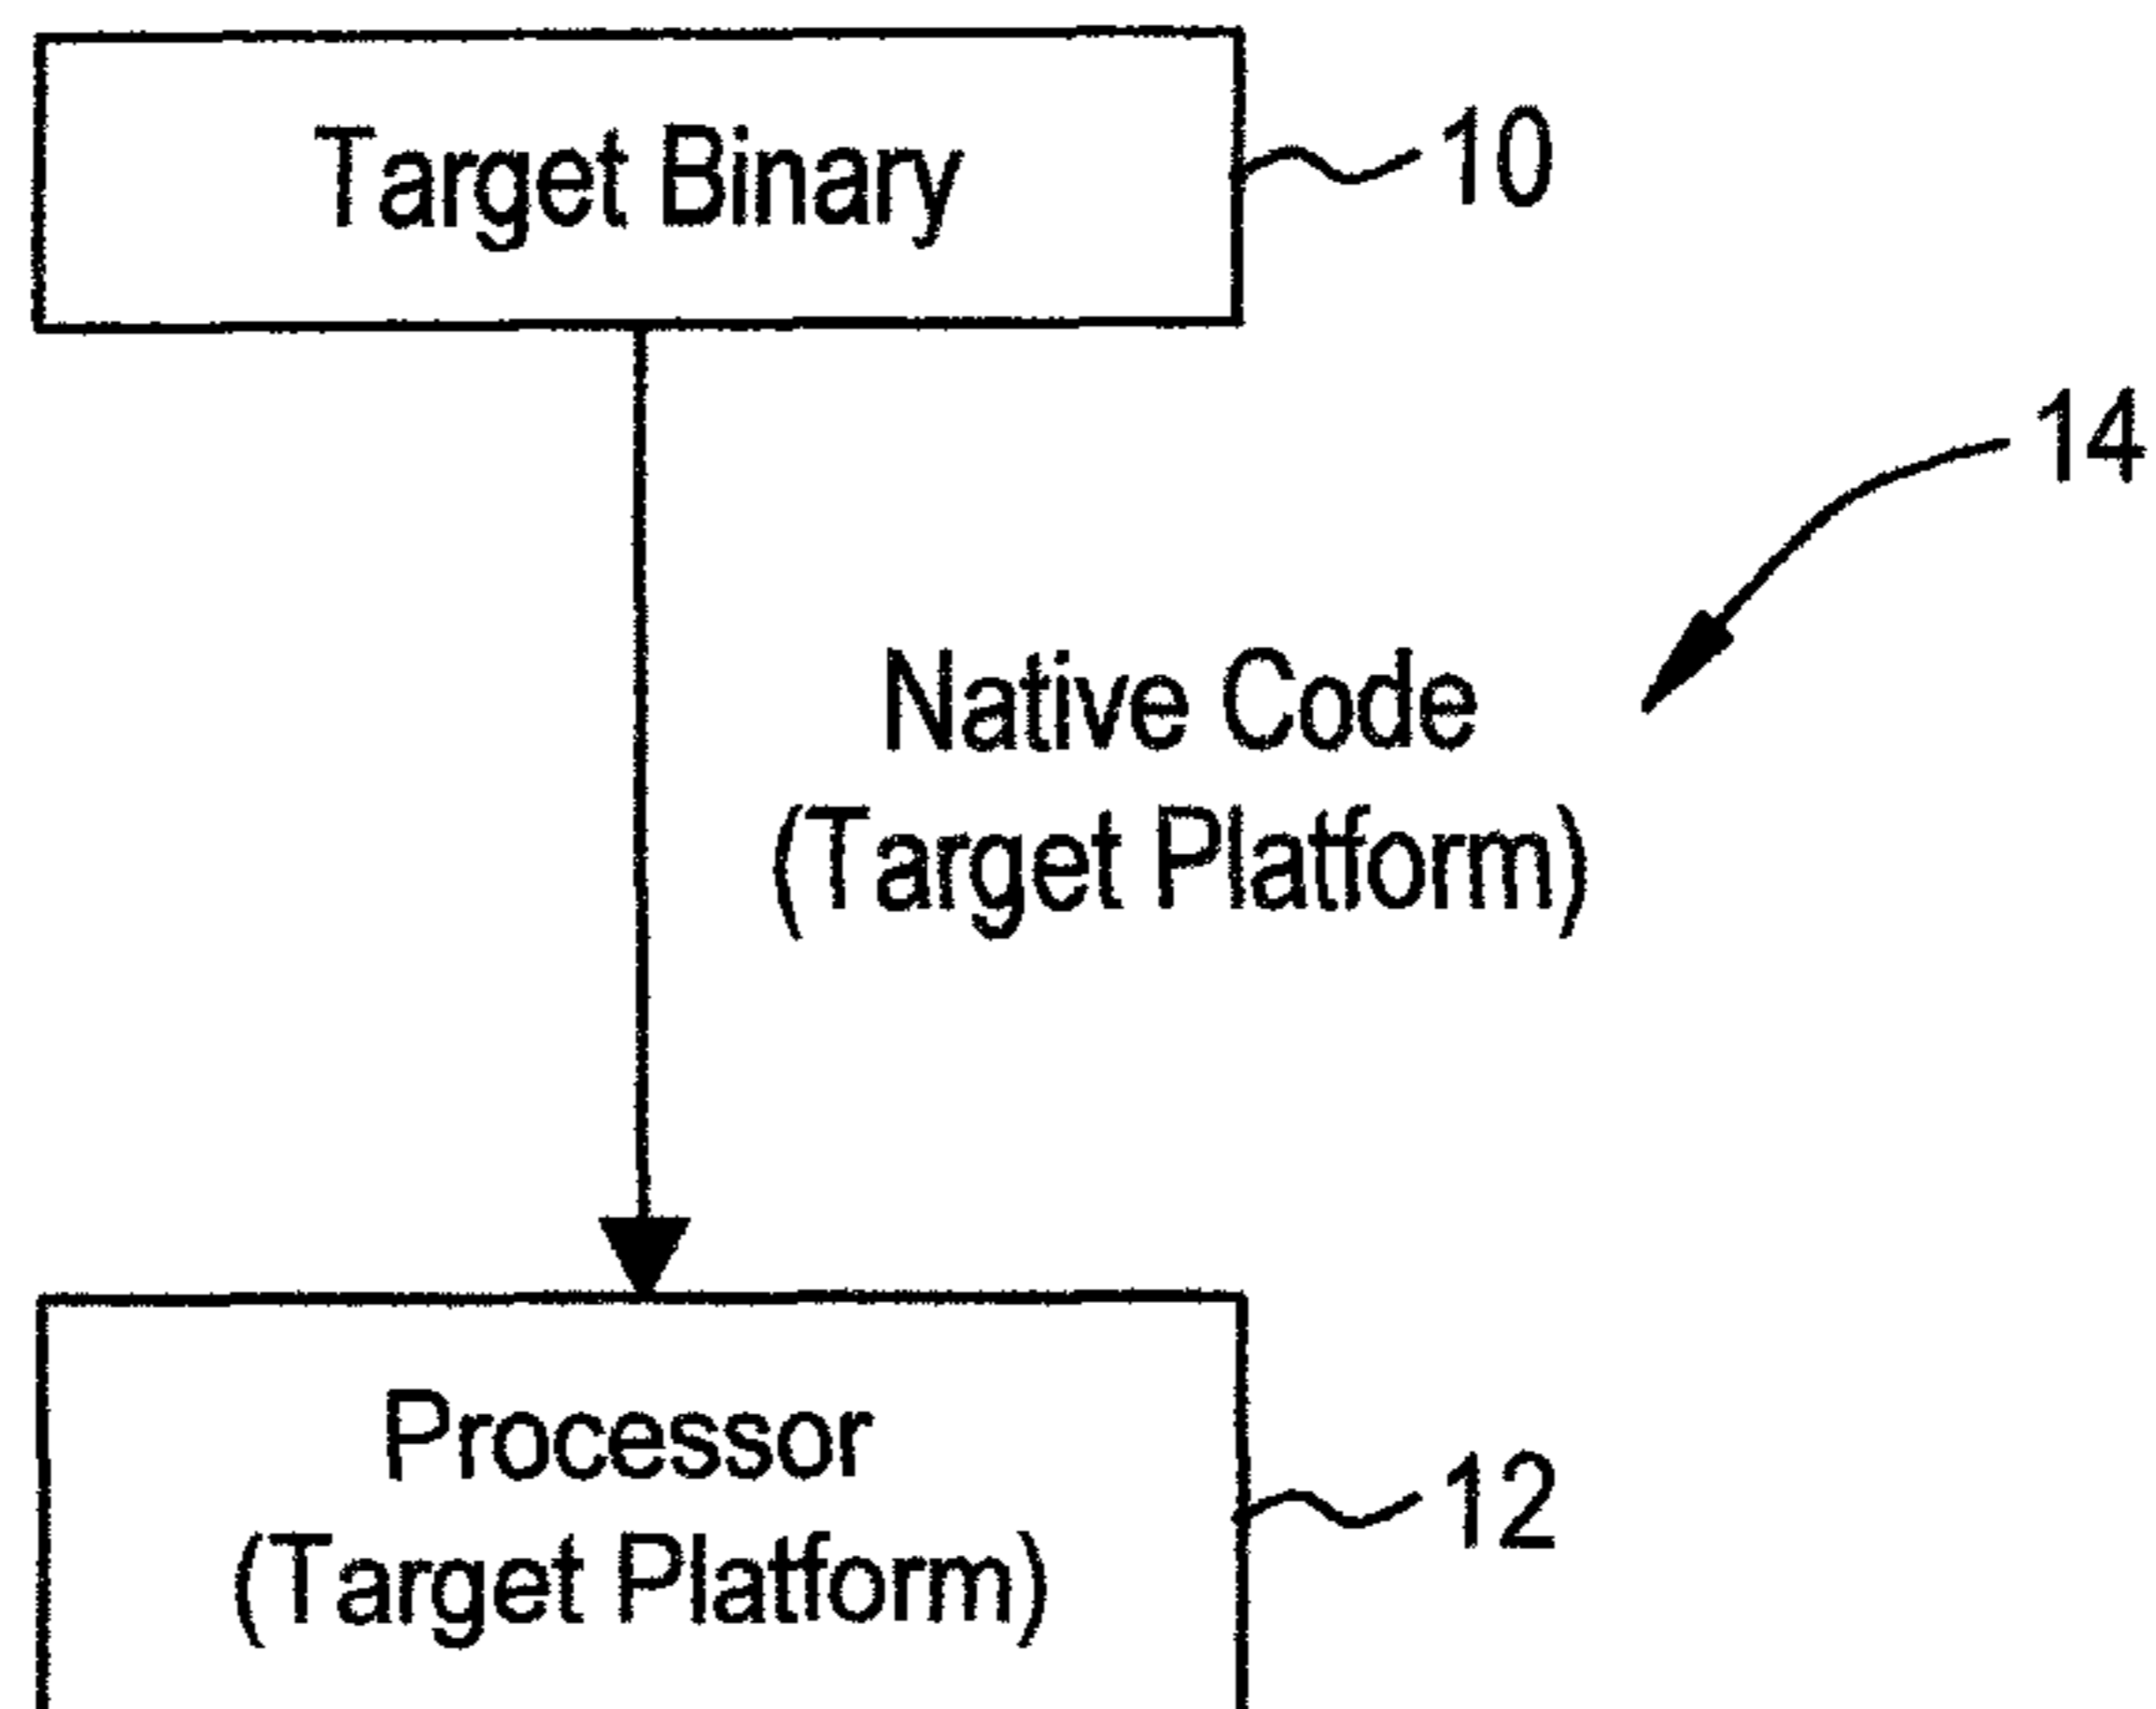 Target Binary
10
14
Native Code
(Target Platform)
Processor
(Target Platform)
12